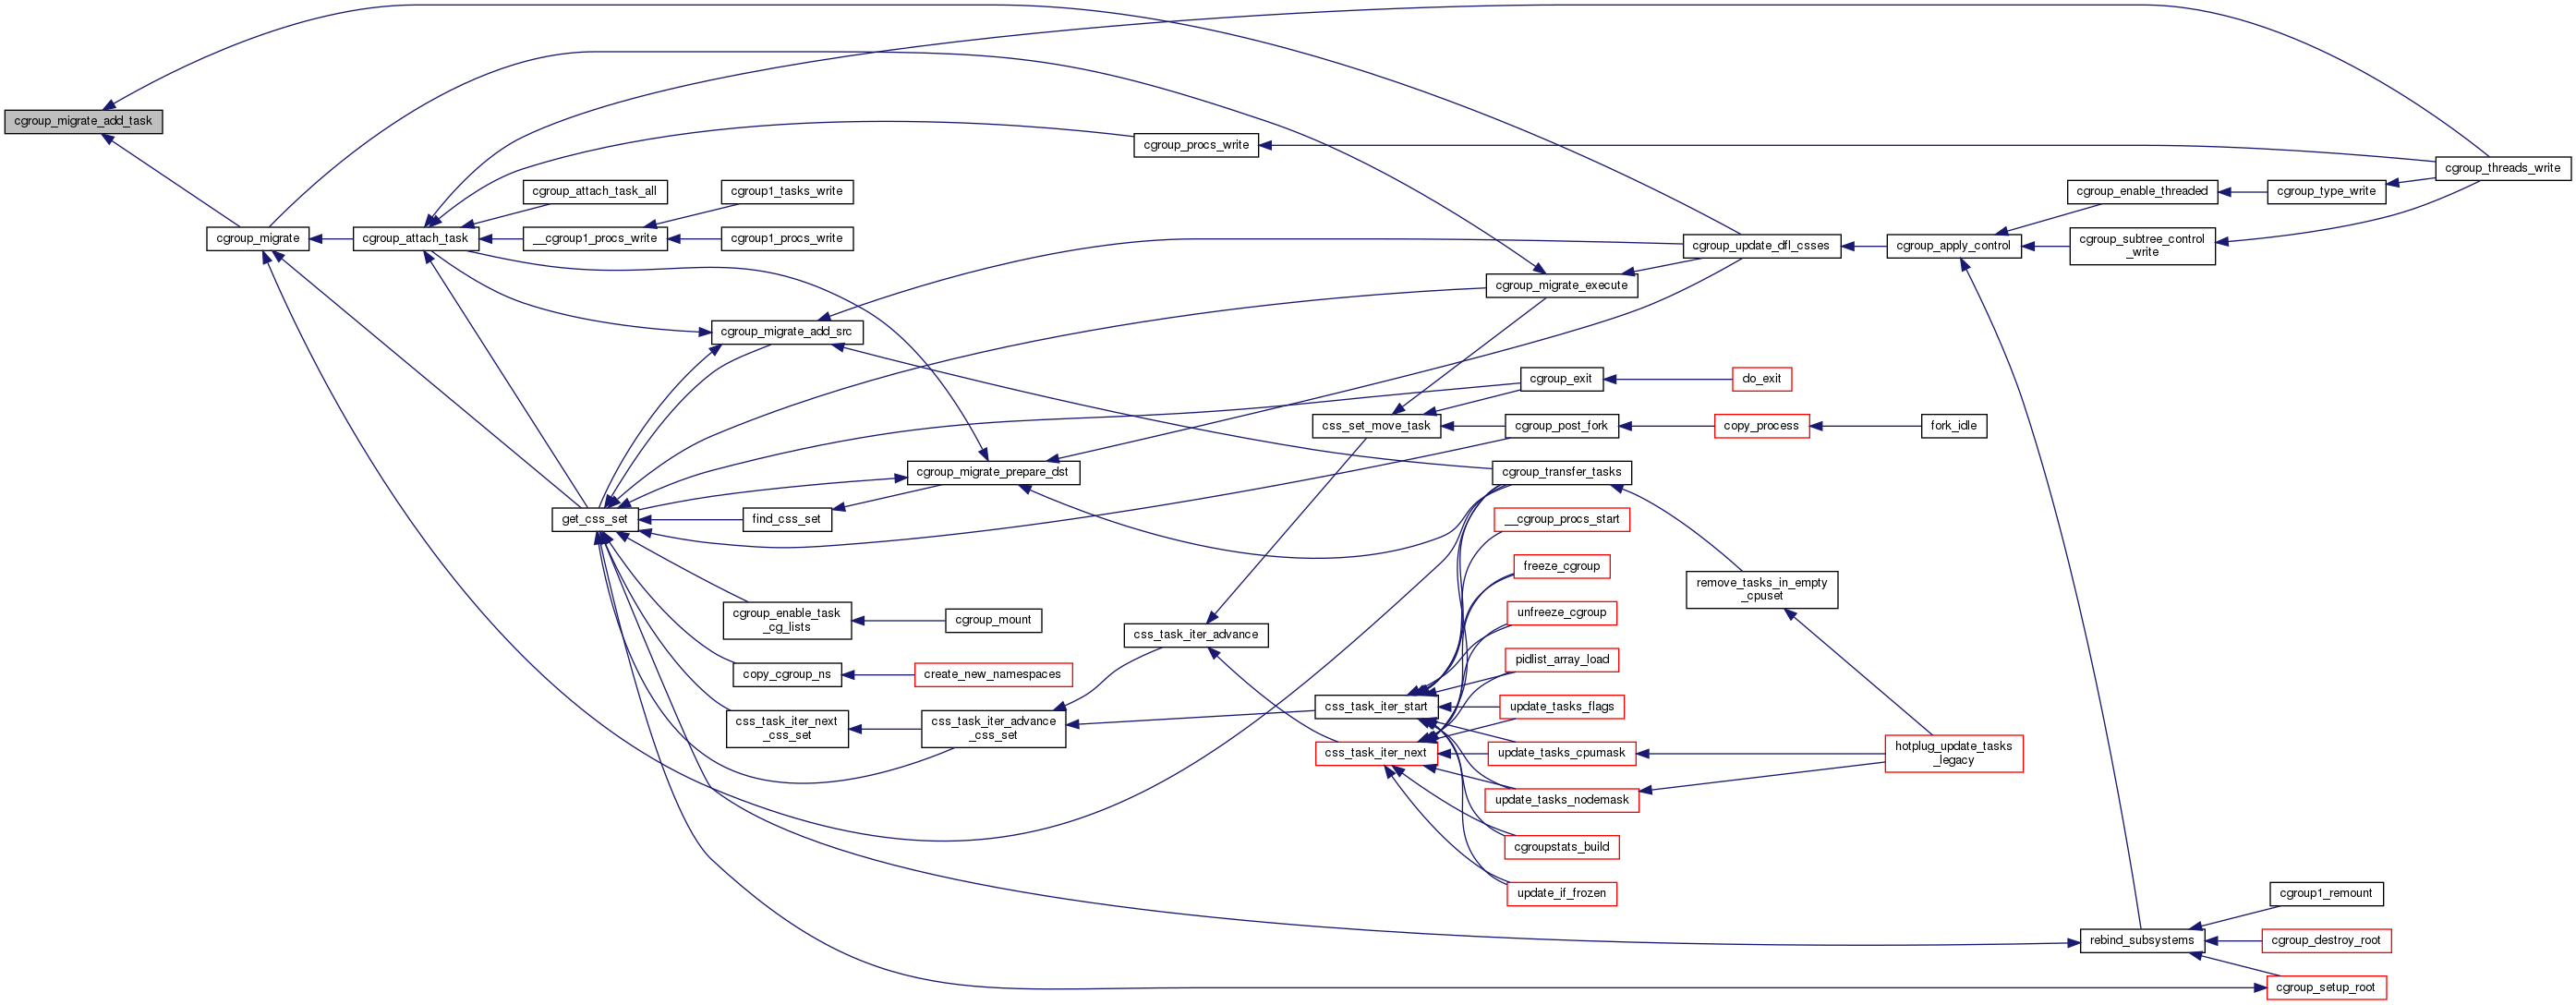 cgroup_migrate_add_task
cgroup_migrate
cgroup_attach_task
cgroup_attach_task_all
__cgroup1_procs_write
cgroup1_tasks_write
cgroup1_procs_write
cgroup_procs_write
cgroup_threads_write
cgroup_enable_threaded
cgroup_type_write
cgroup_update_dfl_csses
cgroup_apply_control
cgroup_subtree_control
_write
cgroup_migrate_execute
cgroup_migrate_add_src
cgroup_exit
do_exit
css_set_move_task
cgroup_post_fork
copy_process
fork_idle
cgroup_migrate_prepare_dst
cgroup_transfer_tasks
get_css_set
find_css_set
__cgroup_procs_start
freeze_cgroup
remove_tasks_in_empty
_cpuset
cgroup_enable_task
_cg_lists
cgroup_mount
unfreeze_cgroup
css_task_iter_advance
pidlist_array_load
copy_cgroup_ns
create_new_namespaces
css_task_iter_start
update_tasks_flags
css_task_iter_next
_css_set
css_task_iter_advance
_css_set
css_task_iter_next
update_tasks_cpumask
hotplug_update_tasks
_legacy
update_tasks_nodemask
cgroupstats_build
update_if_frozen
cgroup1_remount
rebind_subsystems
cgroup_destroy_root
cgroup_setup_root